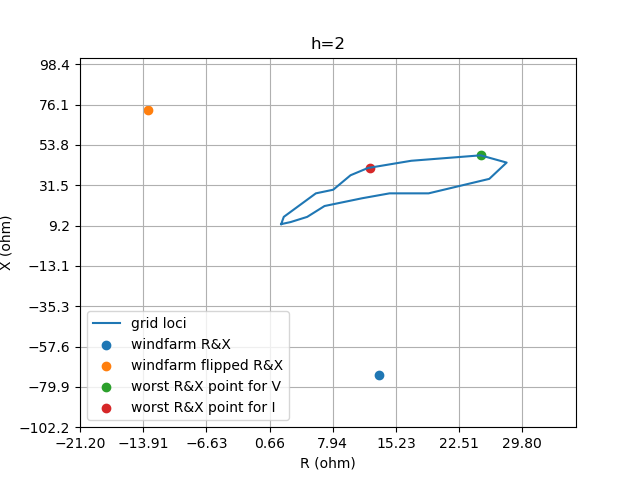 h=2
98.4
76.1
53.8
31.5
9.2
−13.1
−35.3
−57.6
−79.9
−102.2
X (ohm)
grid loci
windfarm R&X
windfarm flipped R&X
worst R&X point for V
worst R&X point for I
−21.20 −13.91 −6.63 0.66 7.94 15.23 22.51 29.80
R (ohm)